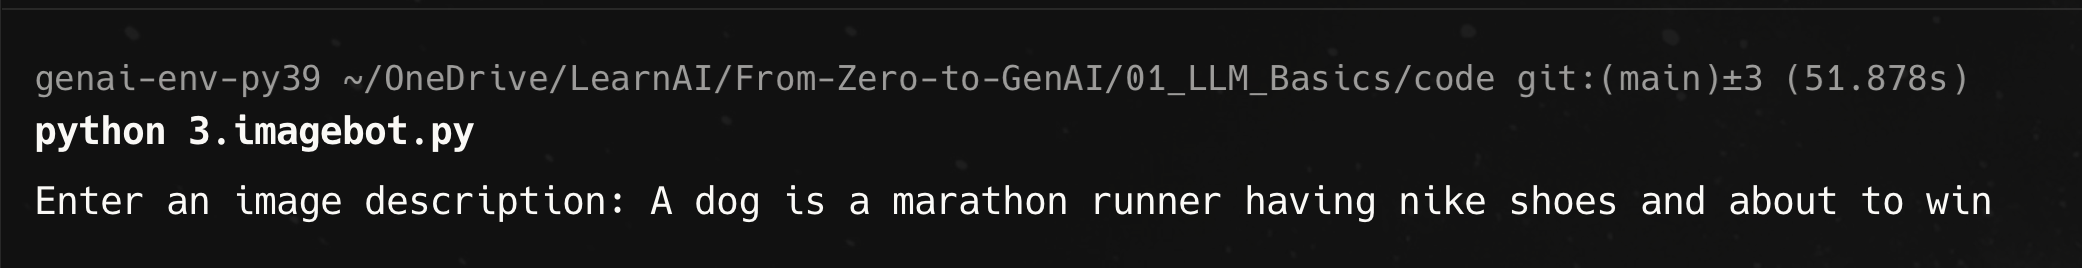 genai-env-py39 ~/OneDrive/LearnAI/From-Zero-to-GenAI/01_LLM_Basics/code git:(main)±3 (51.878s)
python 3.imagebot.py
Enter an image description: A dog is a marathon runner having nike shoes and about to win